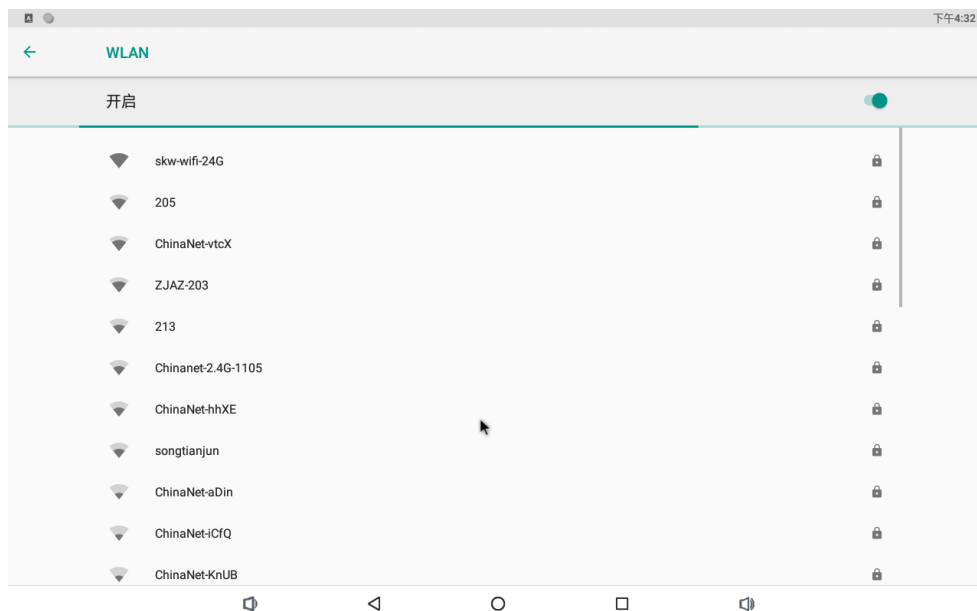 下午4:32
WLAN
开启
skw-wifi-24G
205
ChinaNet-vtcX
ZJAZ-203
213
Chinanet-2.4G-1105
ChinaNet-hhXE
songtianjun
ChinaNet-aDin
ChinaNet-iCfQ
ChinaNet-KnUB